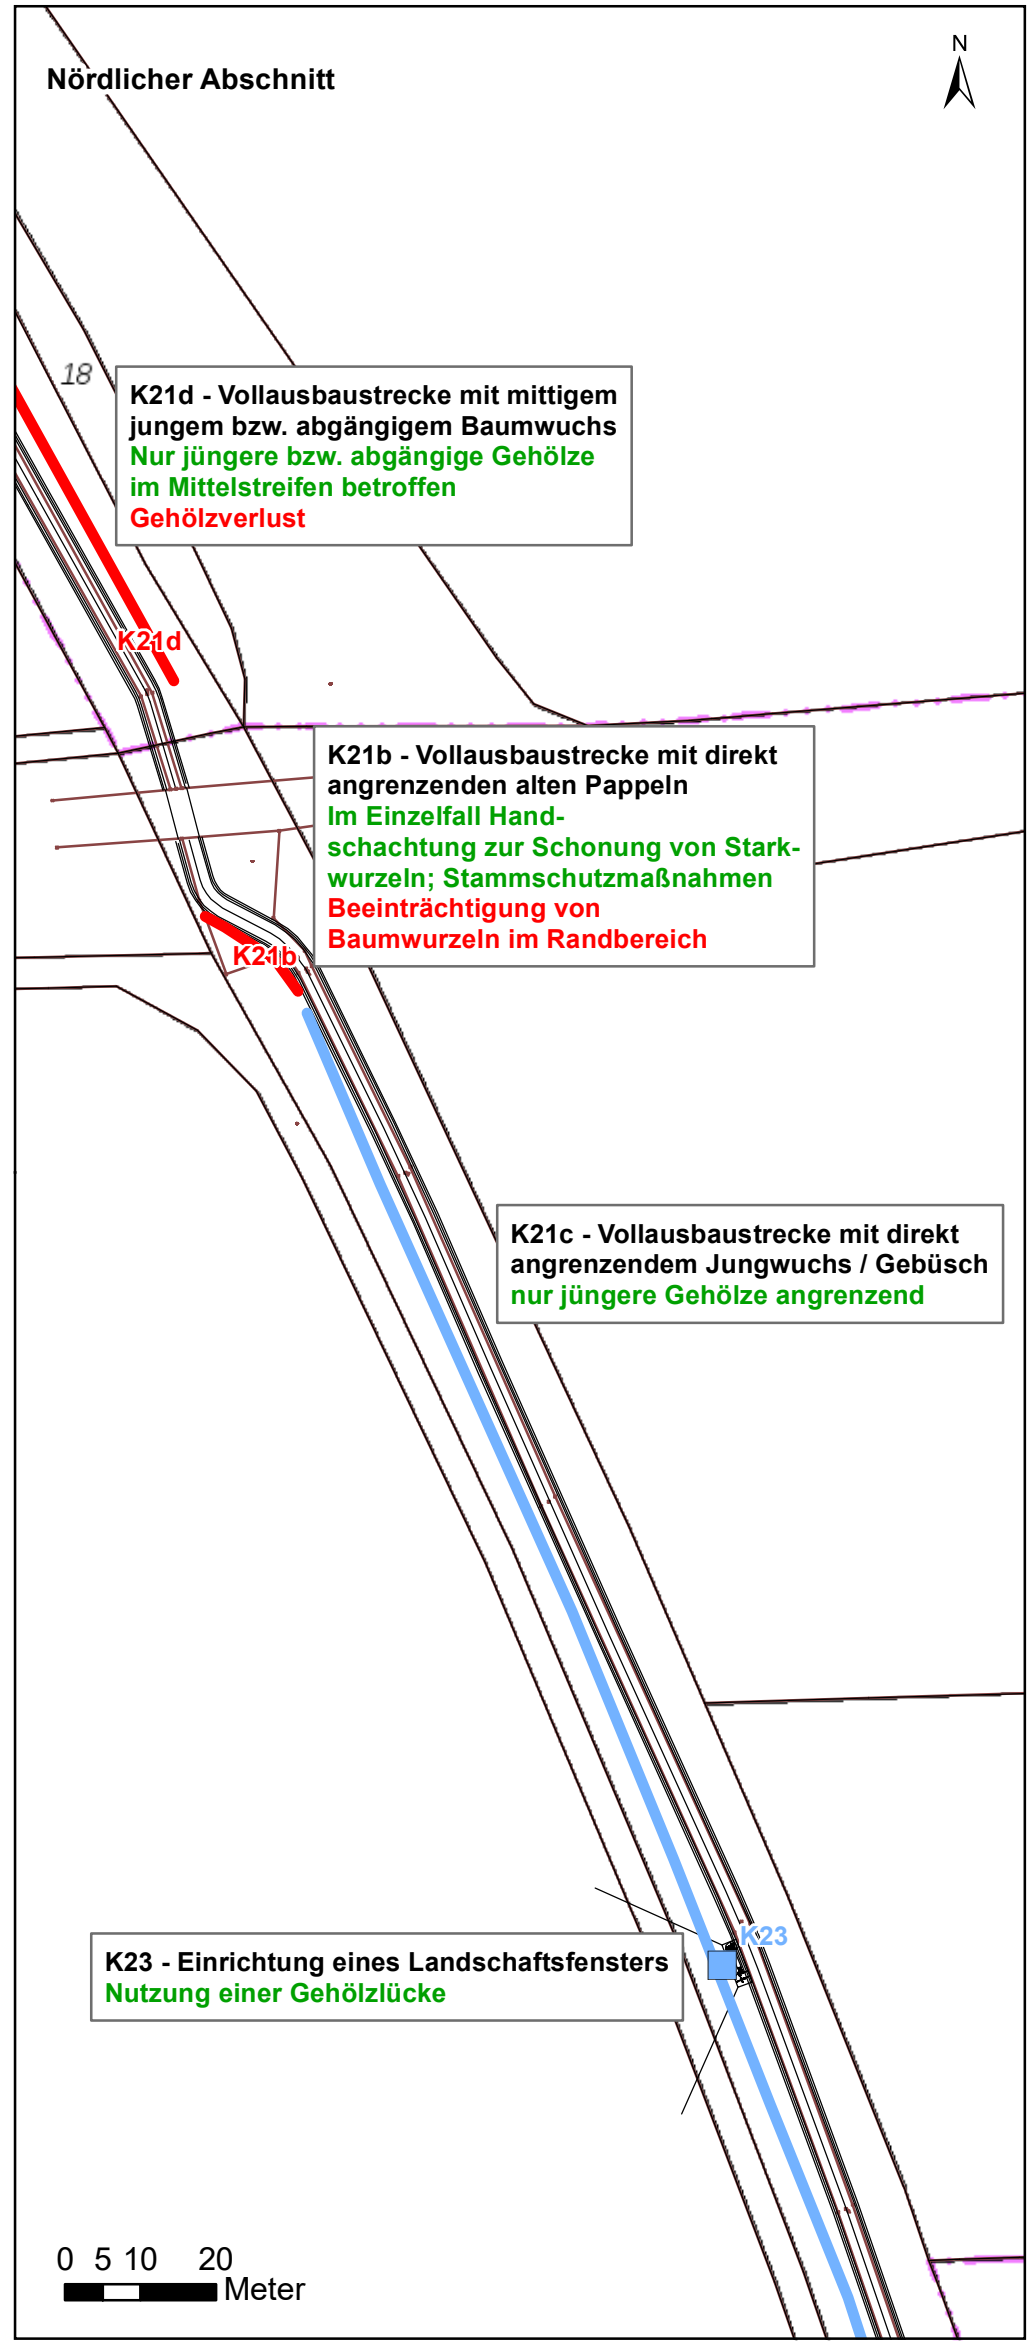 N
Nördlicher Abschnitt
18
K21d - Vollausbaustrecke mit mittigem
jungem bzw. abgängigem Baumwuchs
Nur jüngere bzw. abgängige Gehölze
im Mittelstreifen betroffen
Gehölzverlust
K21d
K21b - Vollausbaustrecke mit direkt
angrenzenden alten Pappeln
Im Einzelfall Hand-
schachtung zur Schonung von Stark-
wurzeln; Stammschutzmaßnahmen
Beeinträchtigung von
Baumwurzeln im Randbereich
K21b
K21c - Vollausbaustrecke mit direkt
angrenzendem Jungwuchs / Gebüsch
nur jüngere Gehölze angrenzend
K23
K23 - Einrichtung eines Landschaftsfensters
Nutzung einer Gehölzlücke
0 5 10 20
Meter